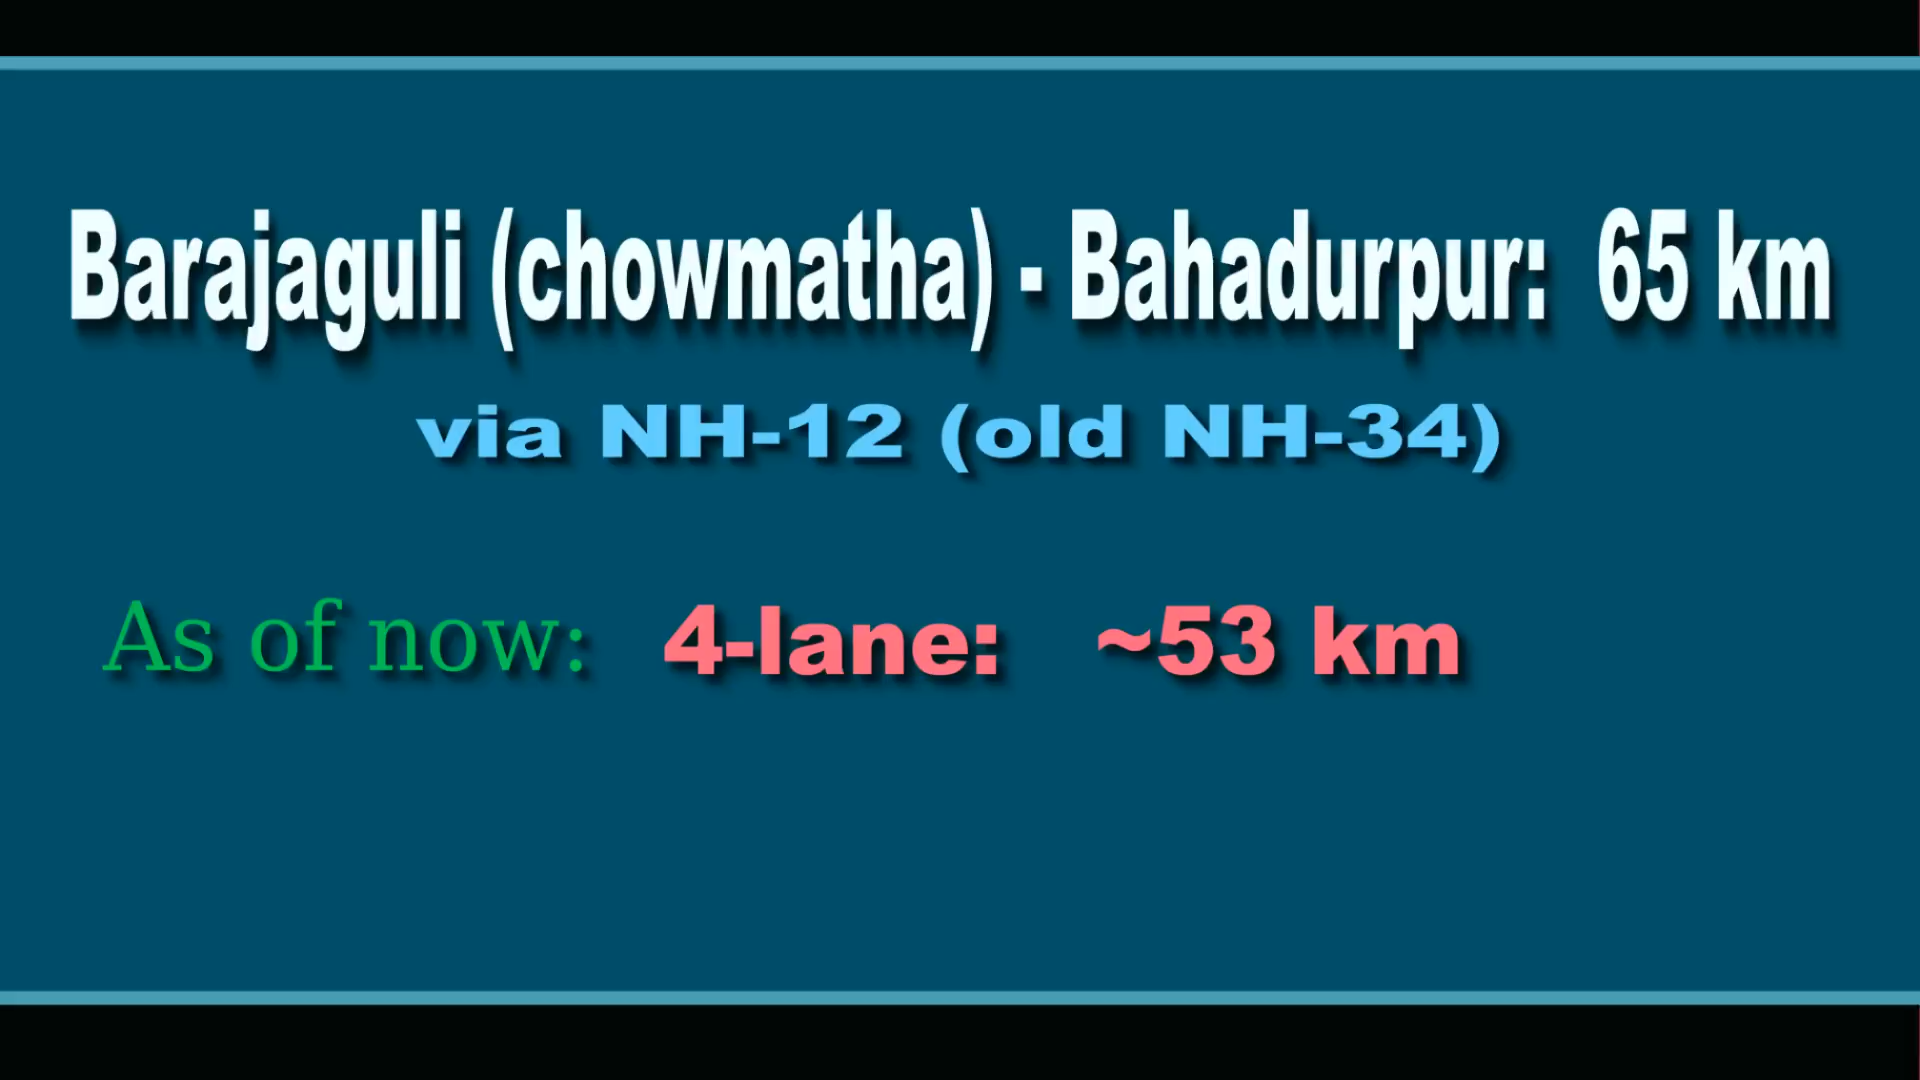 Barajaguli (chowmatha) - Bahadurpur: 65 km
via NH-12 (old NH-34)
As of now: 4-lane: ~53 km